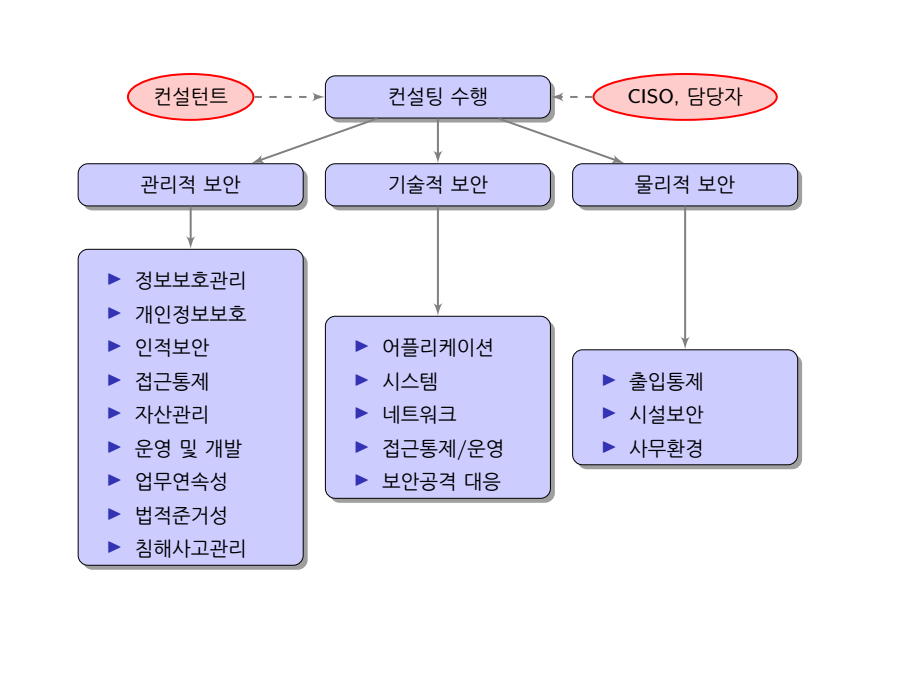 컨설턴트
컨설팅 수행
CISO, 담당자
관리적 보안
기술적 보안
물리적 보안
정보보호관리
개인정보보호
인적보안
접근통제
자산관리
운영 및 개발
업무연속성
법적준거성
침해사고관리
어플리케이션
시스템
네트워크
접근통제/운영
보안공격 대응
출입통제
시설보안
사무환경